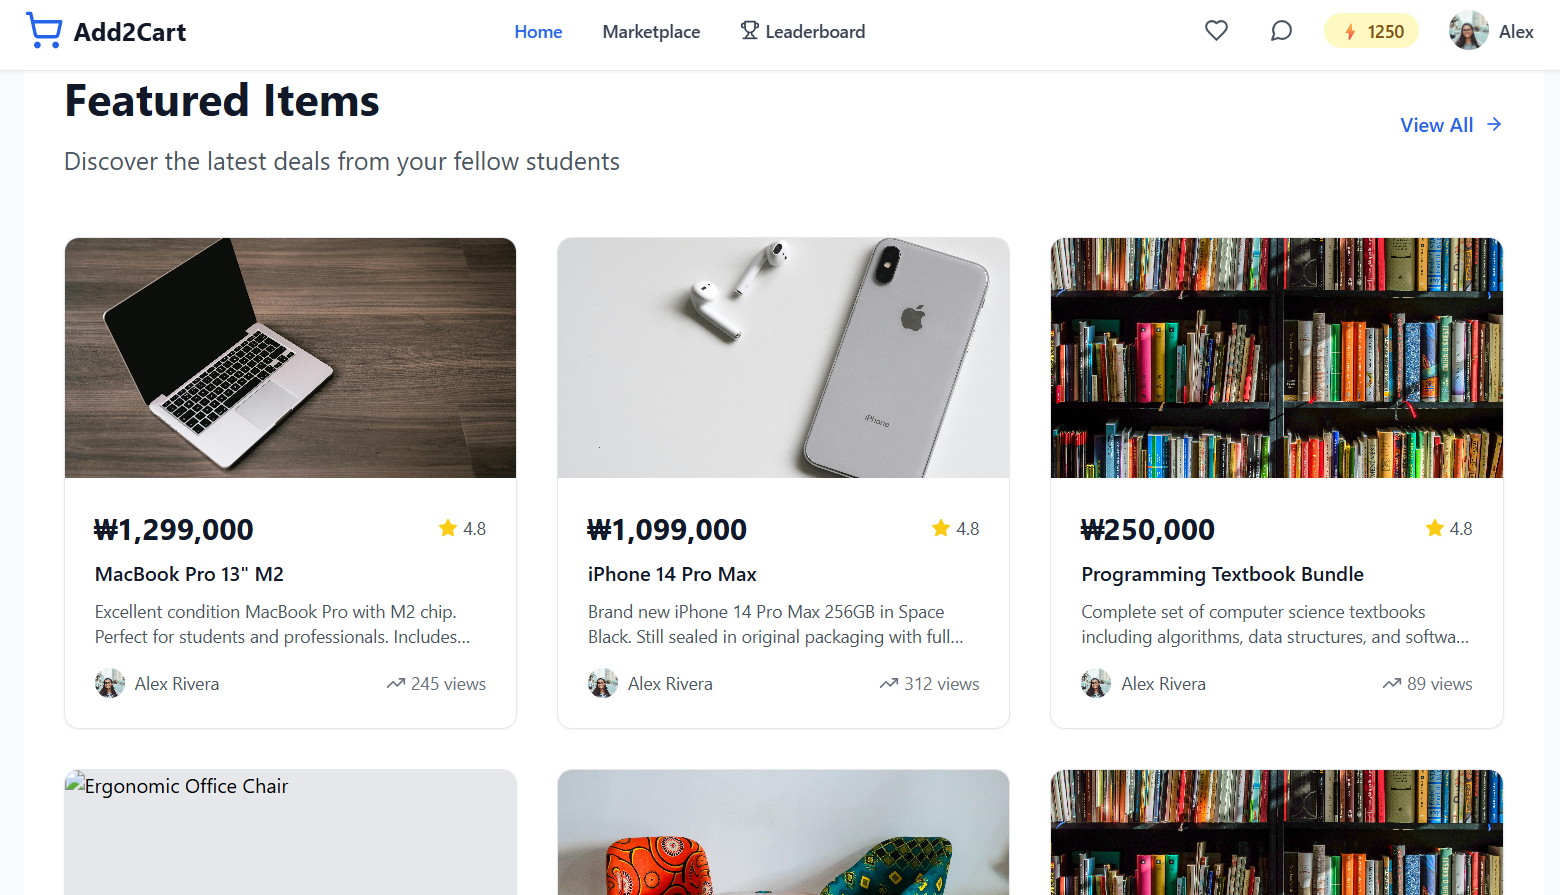 Add2Cart
Home
Marketplace
Leaderboard
1250
Alex
Featured Items
View All
Discover the latest deals from your fellow students
iPhone
₩1,299,000
4.8
MacBook Pro 13" M2
Excellent condition MacBook Pro with M2 chip.
Perfect for students and professionals. Includes...
Alex Rivera
245 views
₩1,099,000
4.8
iPhone 14 Pro Max
Brand new iPhone 14 Pro Max 256GB in Space
Black. Still sealed in original packaging with full...
Alex Rivera
312 views
₩250,000
4.8
Programming Textbook Bundle
Complete set of computer science textbooks
including algorithms, data structures, and softwa...
Alex Rivera
89 views
Ergonomic Office Chair